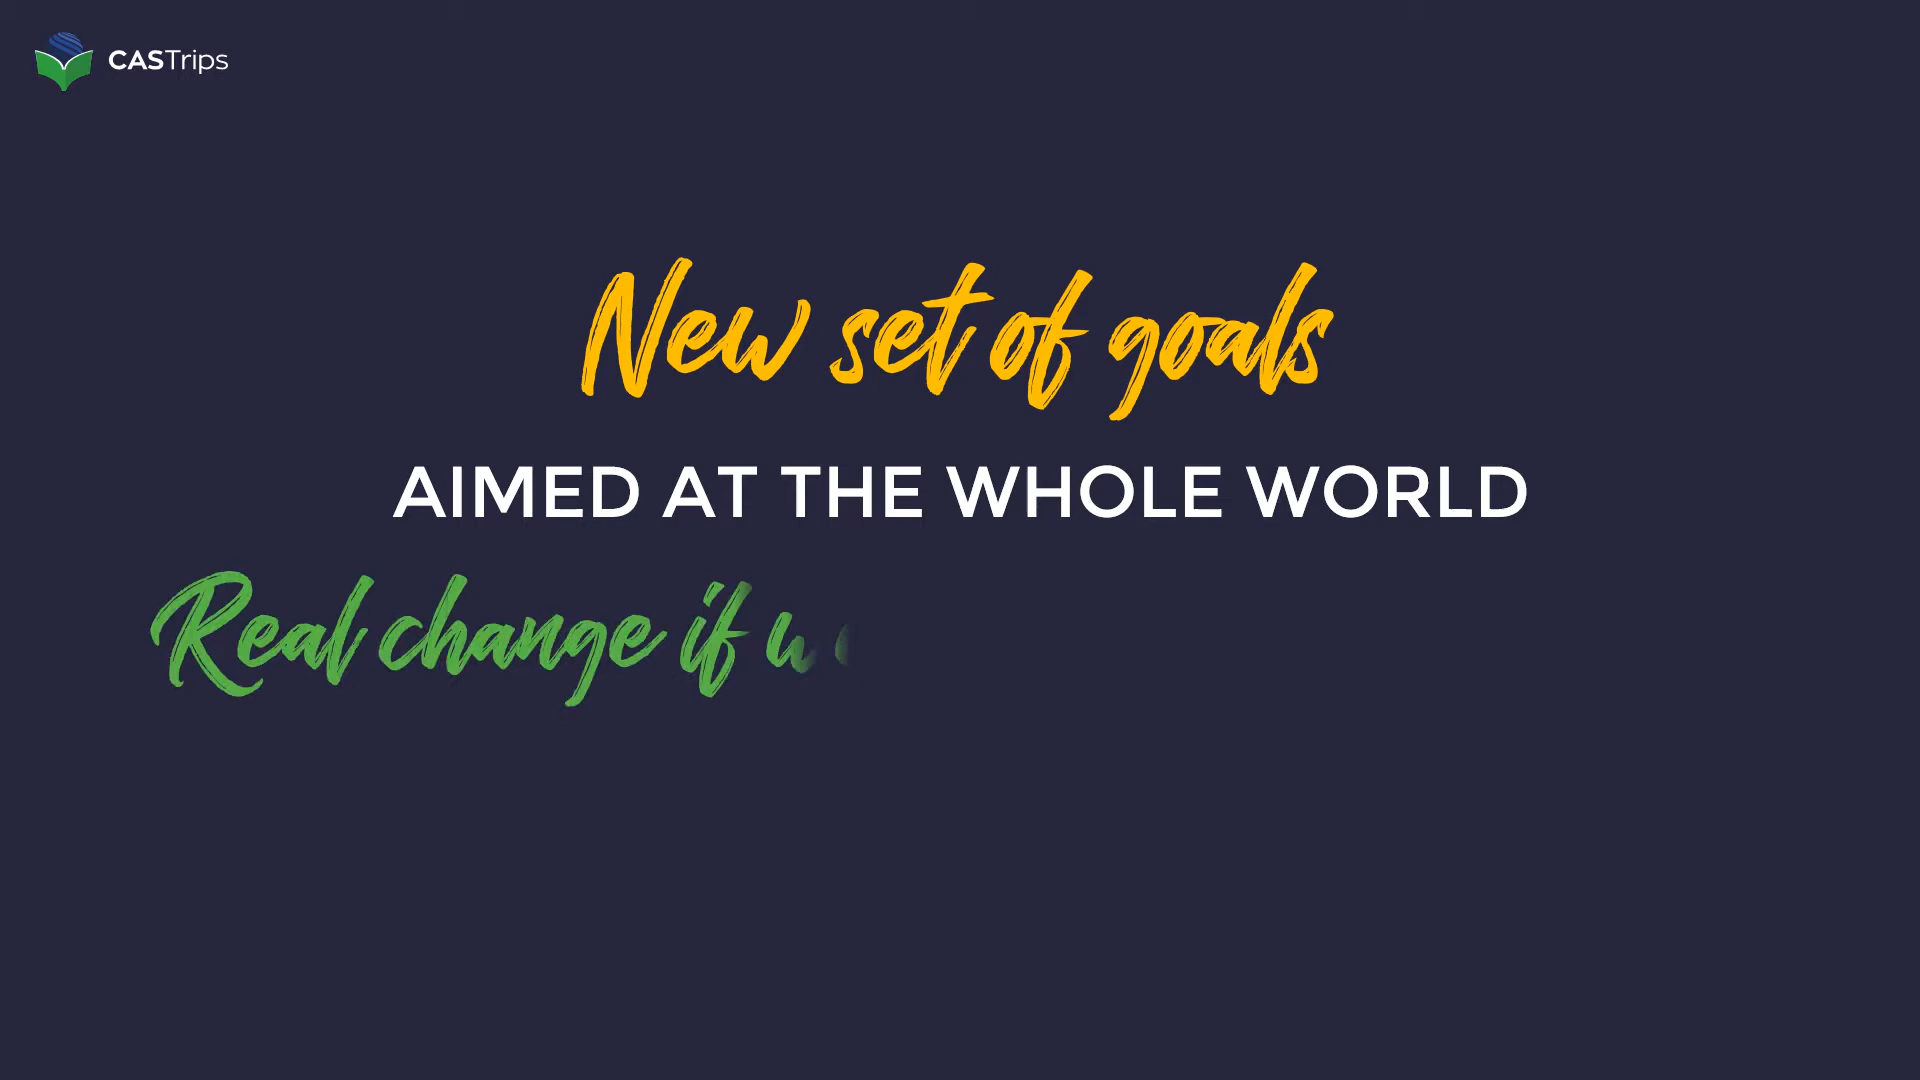 CASTrips
New set of goals
AIMED AT THE WHOLE WORLD
Real change if